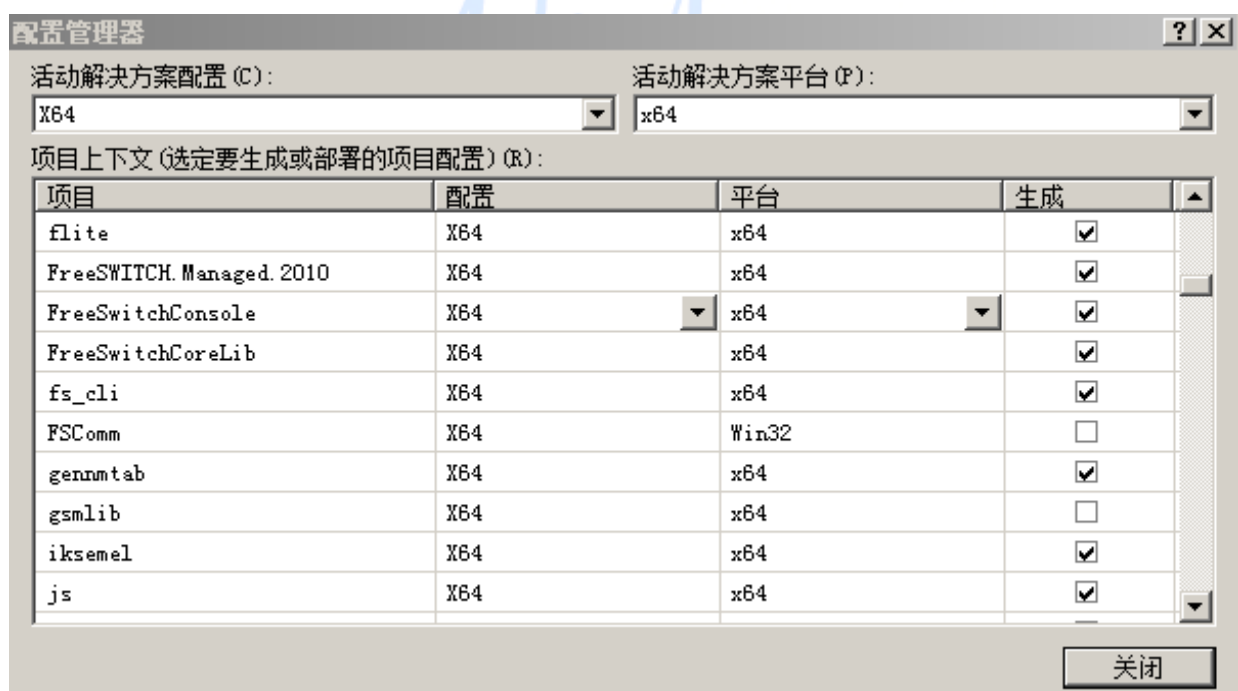 配置管理器
活动解决方案配置(C): 活动解决方案平台(P):
X64 x64
项目上下文(选定要生成或部署的项目配置)(R):
项目 配置 平台 生成
flite X64 x64
FreeSWITCH.Managed.2010 X64 x64
FreeSwitchConsole X64 x64
FreeSwitchCoreLib X64 x64
fs_cli X64 x64
FSComm X64 Win32
gennmtab X64 x64
gsmlib X64 x64
iksemel X64 x64
js X64 x64
关闭